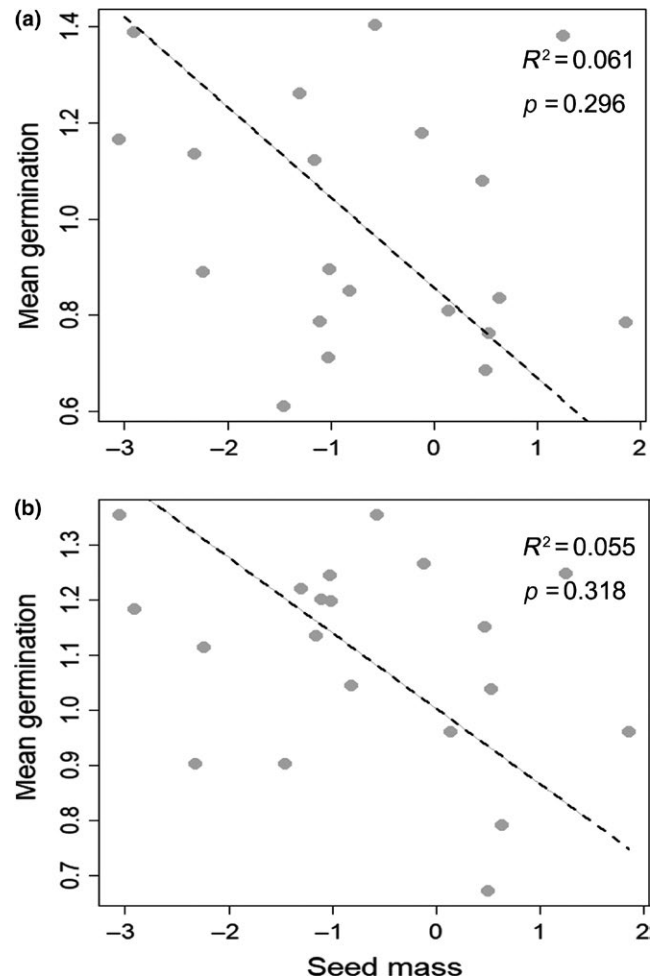 (a)
1.4
1.2
1.0
0.8
0.6
Mean germination
R² = 0.061
p = 0.296
–3 –2 –1 0 1 2
(b)
1.3
1.2
1.1
1.0
0.9
0.8
0.7
Mean germination
R² = 0.055
p = 0.318
–3 –2 –1 0 1 2
Seed mass